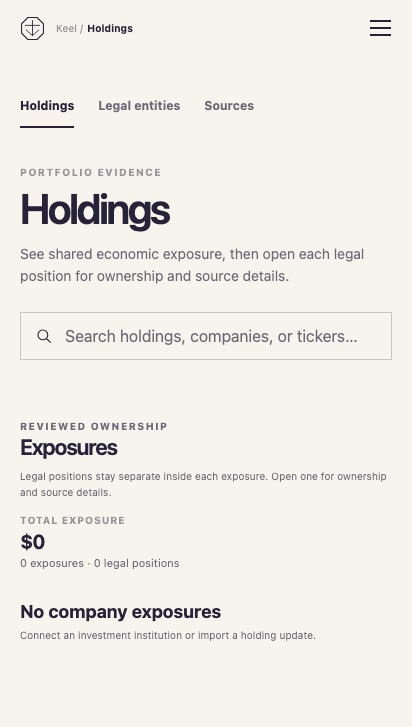 Keel / Holdings
Holdings Legal entities Sources
PORTFOLIO EVIDENCE
Holdings
See shared economic exposure, then open each legal
position for ownership and source details.
Search holdings, companies, or tickers...
REVIEWED OWNERSHIP
Exposures
Legal positions stay separate inside each exposure. Open one for ownership
and source details.
TOTAL EXPOSURE
$0
0 exposures · 0 legal positions
No company exposures
Connect an investment institution or import a holding update.